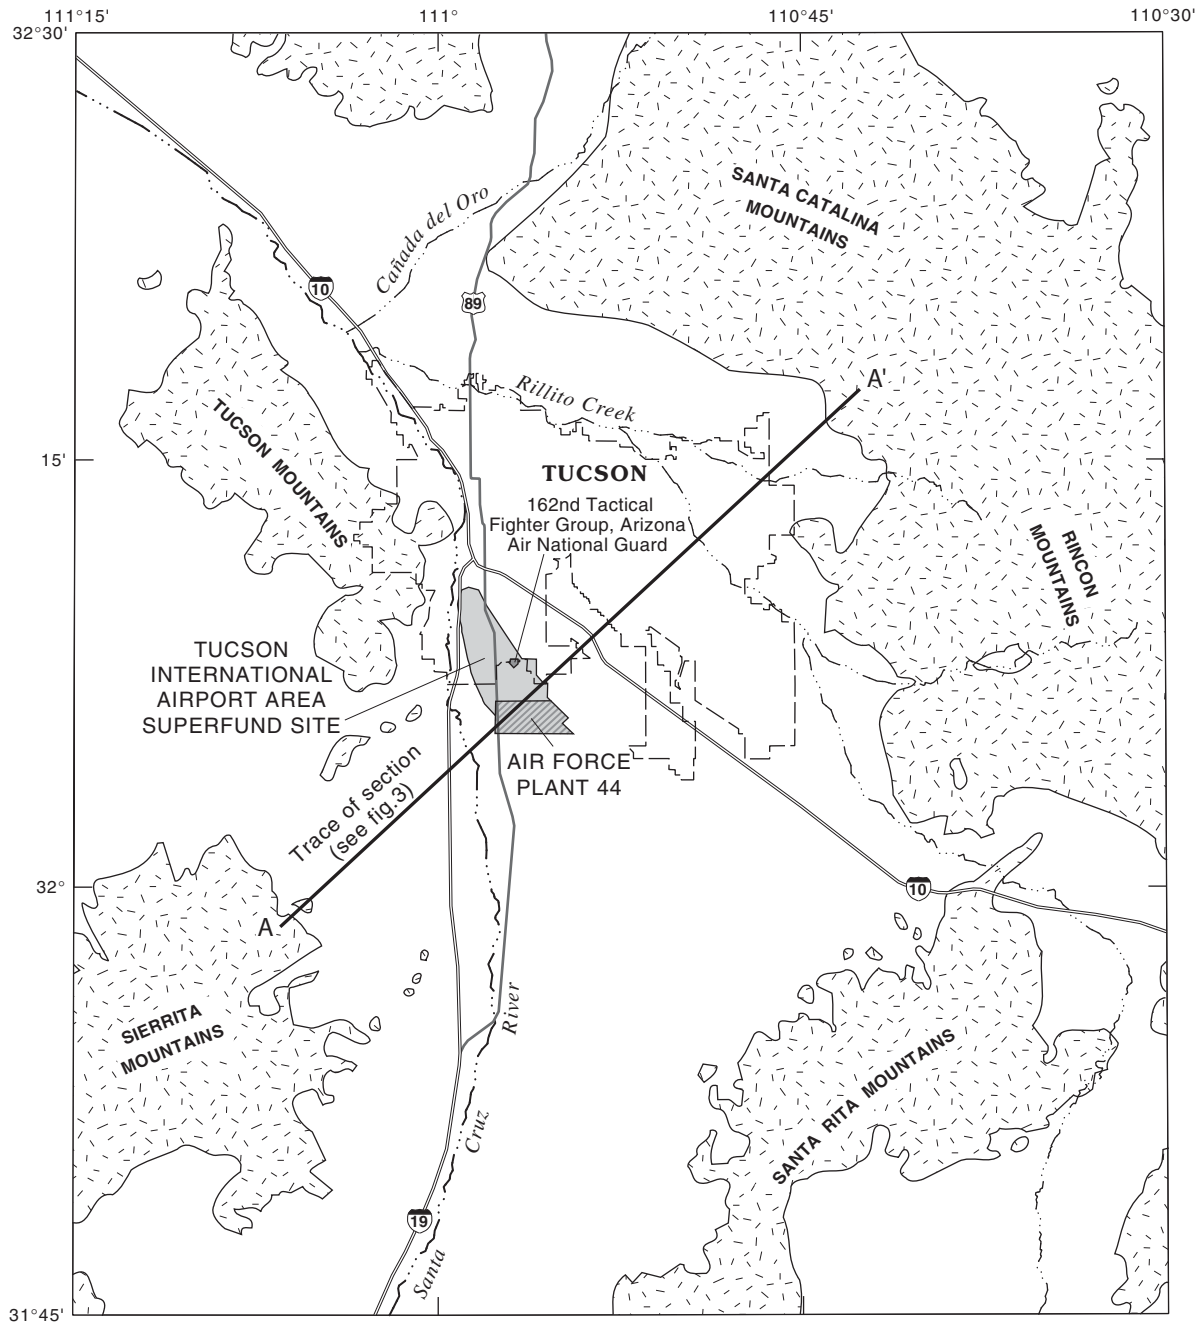 111°15'
111°
110°45'
110°30'
32°30'
SANTA CATALINA
MOUNTAINS
Cañada del Oro
10
89
A'
Rillito Creek
TUCSON MOUNTAINS
15'
TUCSON
162nd Tactical
Fighter Group, Arizona
Air National Guard
RINCON
MOUNTAINS
TUCSON
INTERNATIONAL
AIRPORT AREA
SUPERFUND SITE
AIR FORCE
PLANT 44
Trace of section
(see fig.3)
32°
10
A
SIERRITA
MOUNTAINS
SANTA RITA MOUNTAINS
Santa Cruz River
19
31°45'